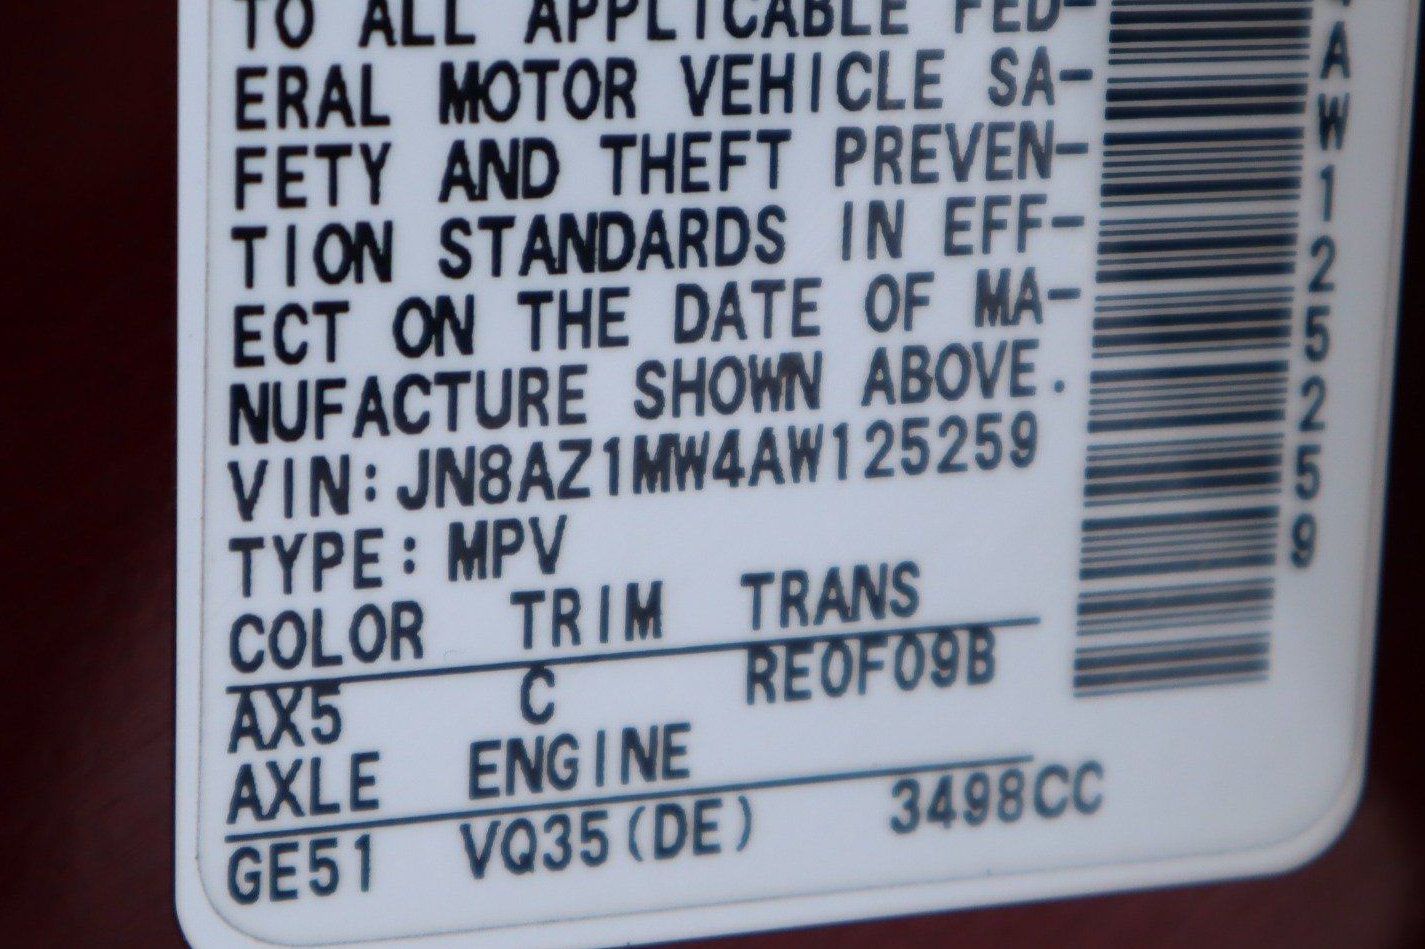 TO ALL APPLICABLE FED-
ERAL MOTOR VEHICLE SA-
FETY AND THEFT PREVEN-
TION STANDARDS IN EFF-
ECT ON THE DATE OF MA-
NUFACTURE SHOWN ABOVE.
VIN:JN8AZ1MW4AW125259
TYPE:MPV
COLOR TRIM TRANS
AX5 C RE0F09B
AXLE ENGINE
GE51 VQ35(DE) 3498CC
AW125259